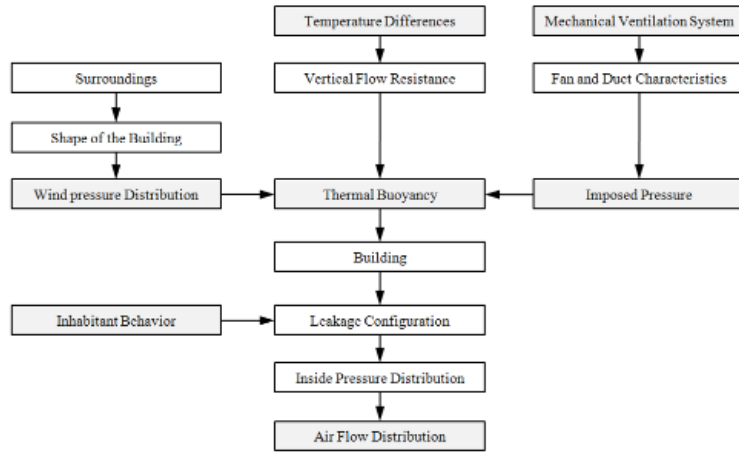 Temperature Differences
Mechanical Ventilation System
Surroundings
Vertical Flow Resistance
Fan and Duct Characteristics
Shape of the Building
Wind pressure Distribution
Thermal Buoyancy
Imposed Pressure
Building
Inhabitant Behavior
Leakage Configuration
Inside Pressure Distribution
Air Flow Distribution